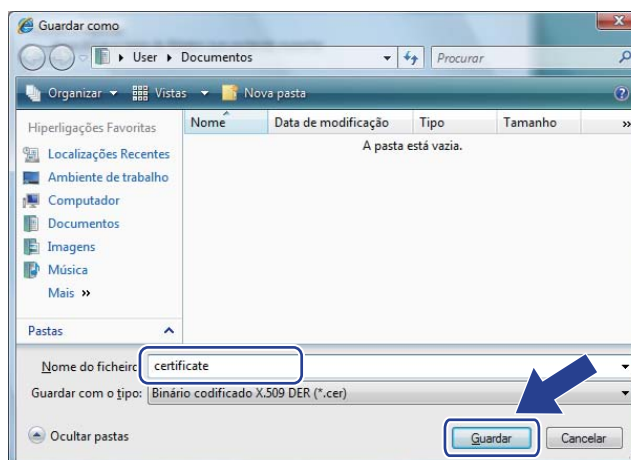 Guardar como
User Documentos Procurar
Organizar Vistas Nova pasta
Hiperligações Favoritas
Nome Data de modificação Tipo Tamanho »
A pasta está vazia.
Localizações Recentes
Ambiente de trabalho
Computador
Documentos
Imagens
Música
Mais »
Pastas
Nome do ficheiro certificate
Guardar com o tipo: Binário codificado X.509 DER (*.cer)
Ocultar pastas Guardar Cancelar